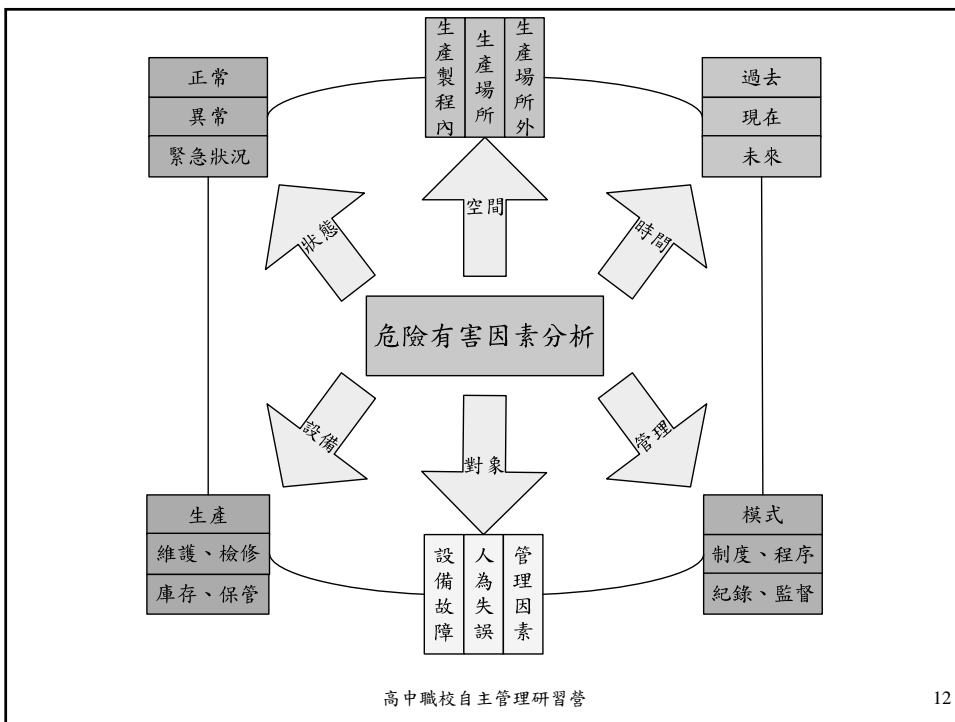 生產製程內
生產場所
生產場所外
正常
異常
緊急狀況
過去
現在
未來
狀態
空間
時間
危險有害因素分析
設備
對象
管理
生產
維護、檢修
庫存、保管
設備故障
人為失誤
管理因素
模式
制度、程序
紀錄、監督
高中職校自主管理研習營
12